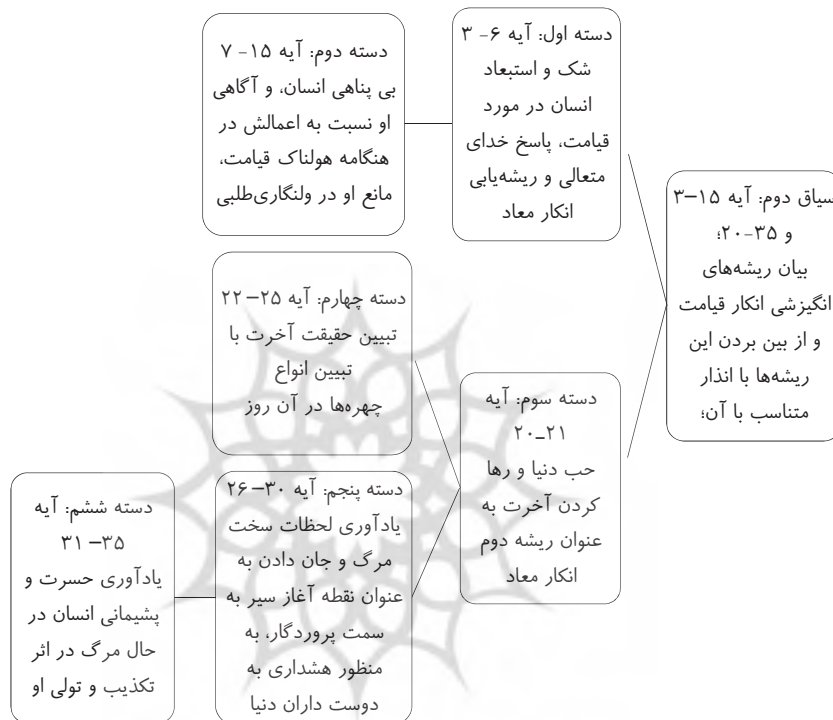 سیاق دوم: آیه ۱۵–۳
و ۳۵-۲۰؛
بیان ریشه‌های
انگیزشی انکار قیامت
و از بین بردن این
ریشه‌ها با انذار
متناسب با آن؛
دسته اول: آیه ۶- ۳
شک و استبعاد
انسان در مورد
قیامت، پاسخ خدای
متعالی و ریشه‌یابی
انکار معاد
دسته دوم: آیه ۱۵- ۷
بی پناهی انسان، و آگاهی
او نسبت به اعمالش در
هنگامه هولناک قیامت،
مانع او در ولنگاری‌طلبی
دسته سوم: آیه
۲۱_۲۰
حب دنیا و رها
کردن آخرت به
عنوان ریشه دوم
انکار معاد
دسته چهارم: آیه ۲۵–۲۲
تبیین حقیقت آخرت با
تبیین انواع
چهره‌ها در آن روز
دسته پنجم: آیه ۳۰–۲۶
یادآوری لحظات سخت
مرگ و جان دادن به
عنوان نقطه آغاز سیر به
سمت پروردگار، به
منظور هشداری به
دوست داران دنیا
دسته ششم: آیه
۳۵–۳۱
یادآوری حسرت و
پشیمانی انسان در
حال مرگ در اثر
تکذیب و تولی او